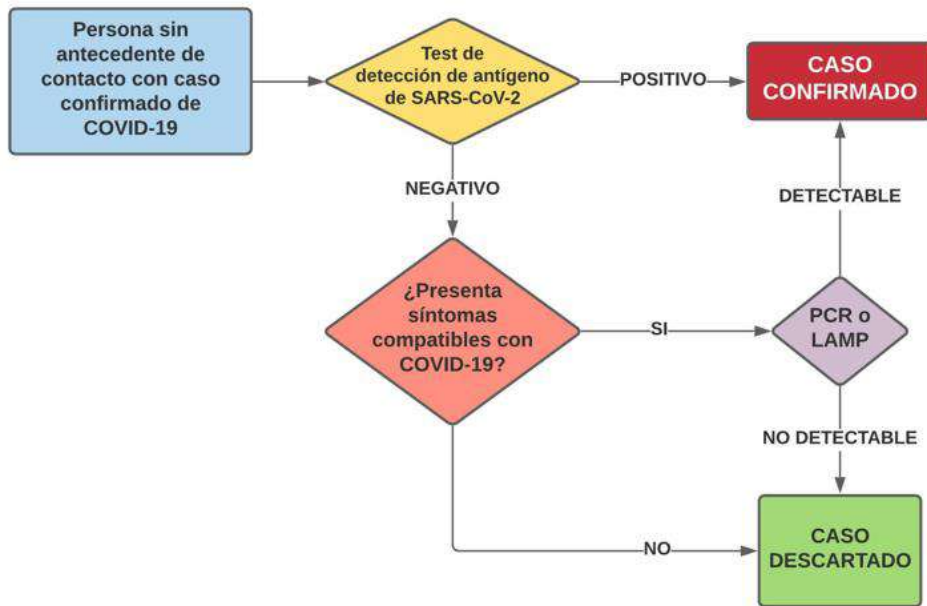 Persona sin
antecedente de
contacto con caso
confirmado de
COVID-19
Test de
detección de antígeno
de SARS-CoV-2
POSITIVO
CASO
CONFIRMADO
NEGATIVO
DETECTABLE
¿Presenta
síntomas
compatibles con
COVID-19?
SI
PCR o
LAMP
NO DETECTABLE
NO
CASO
DESCARTADO